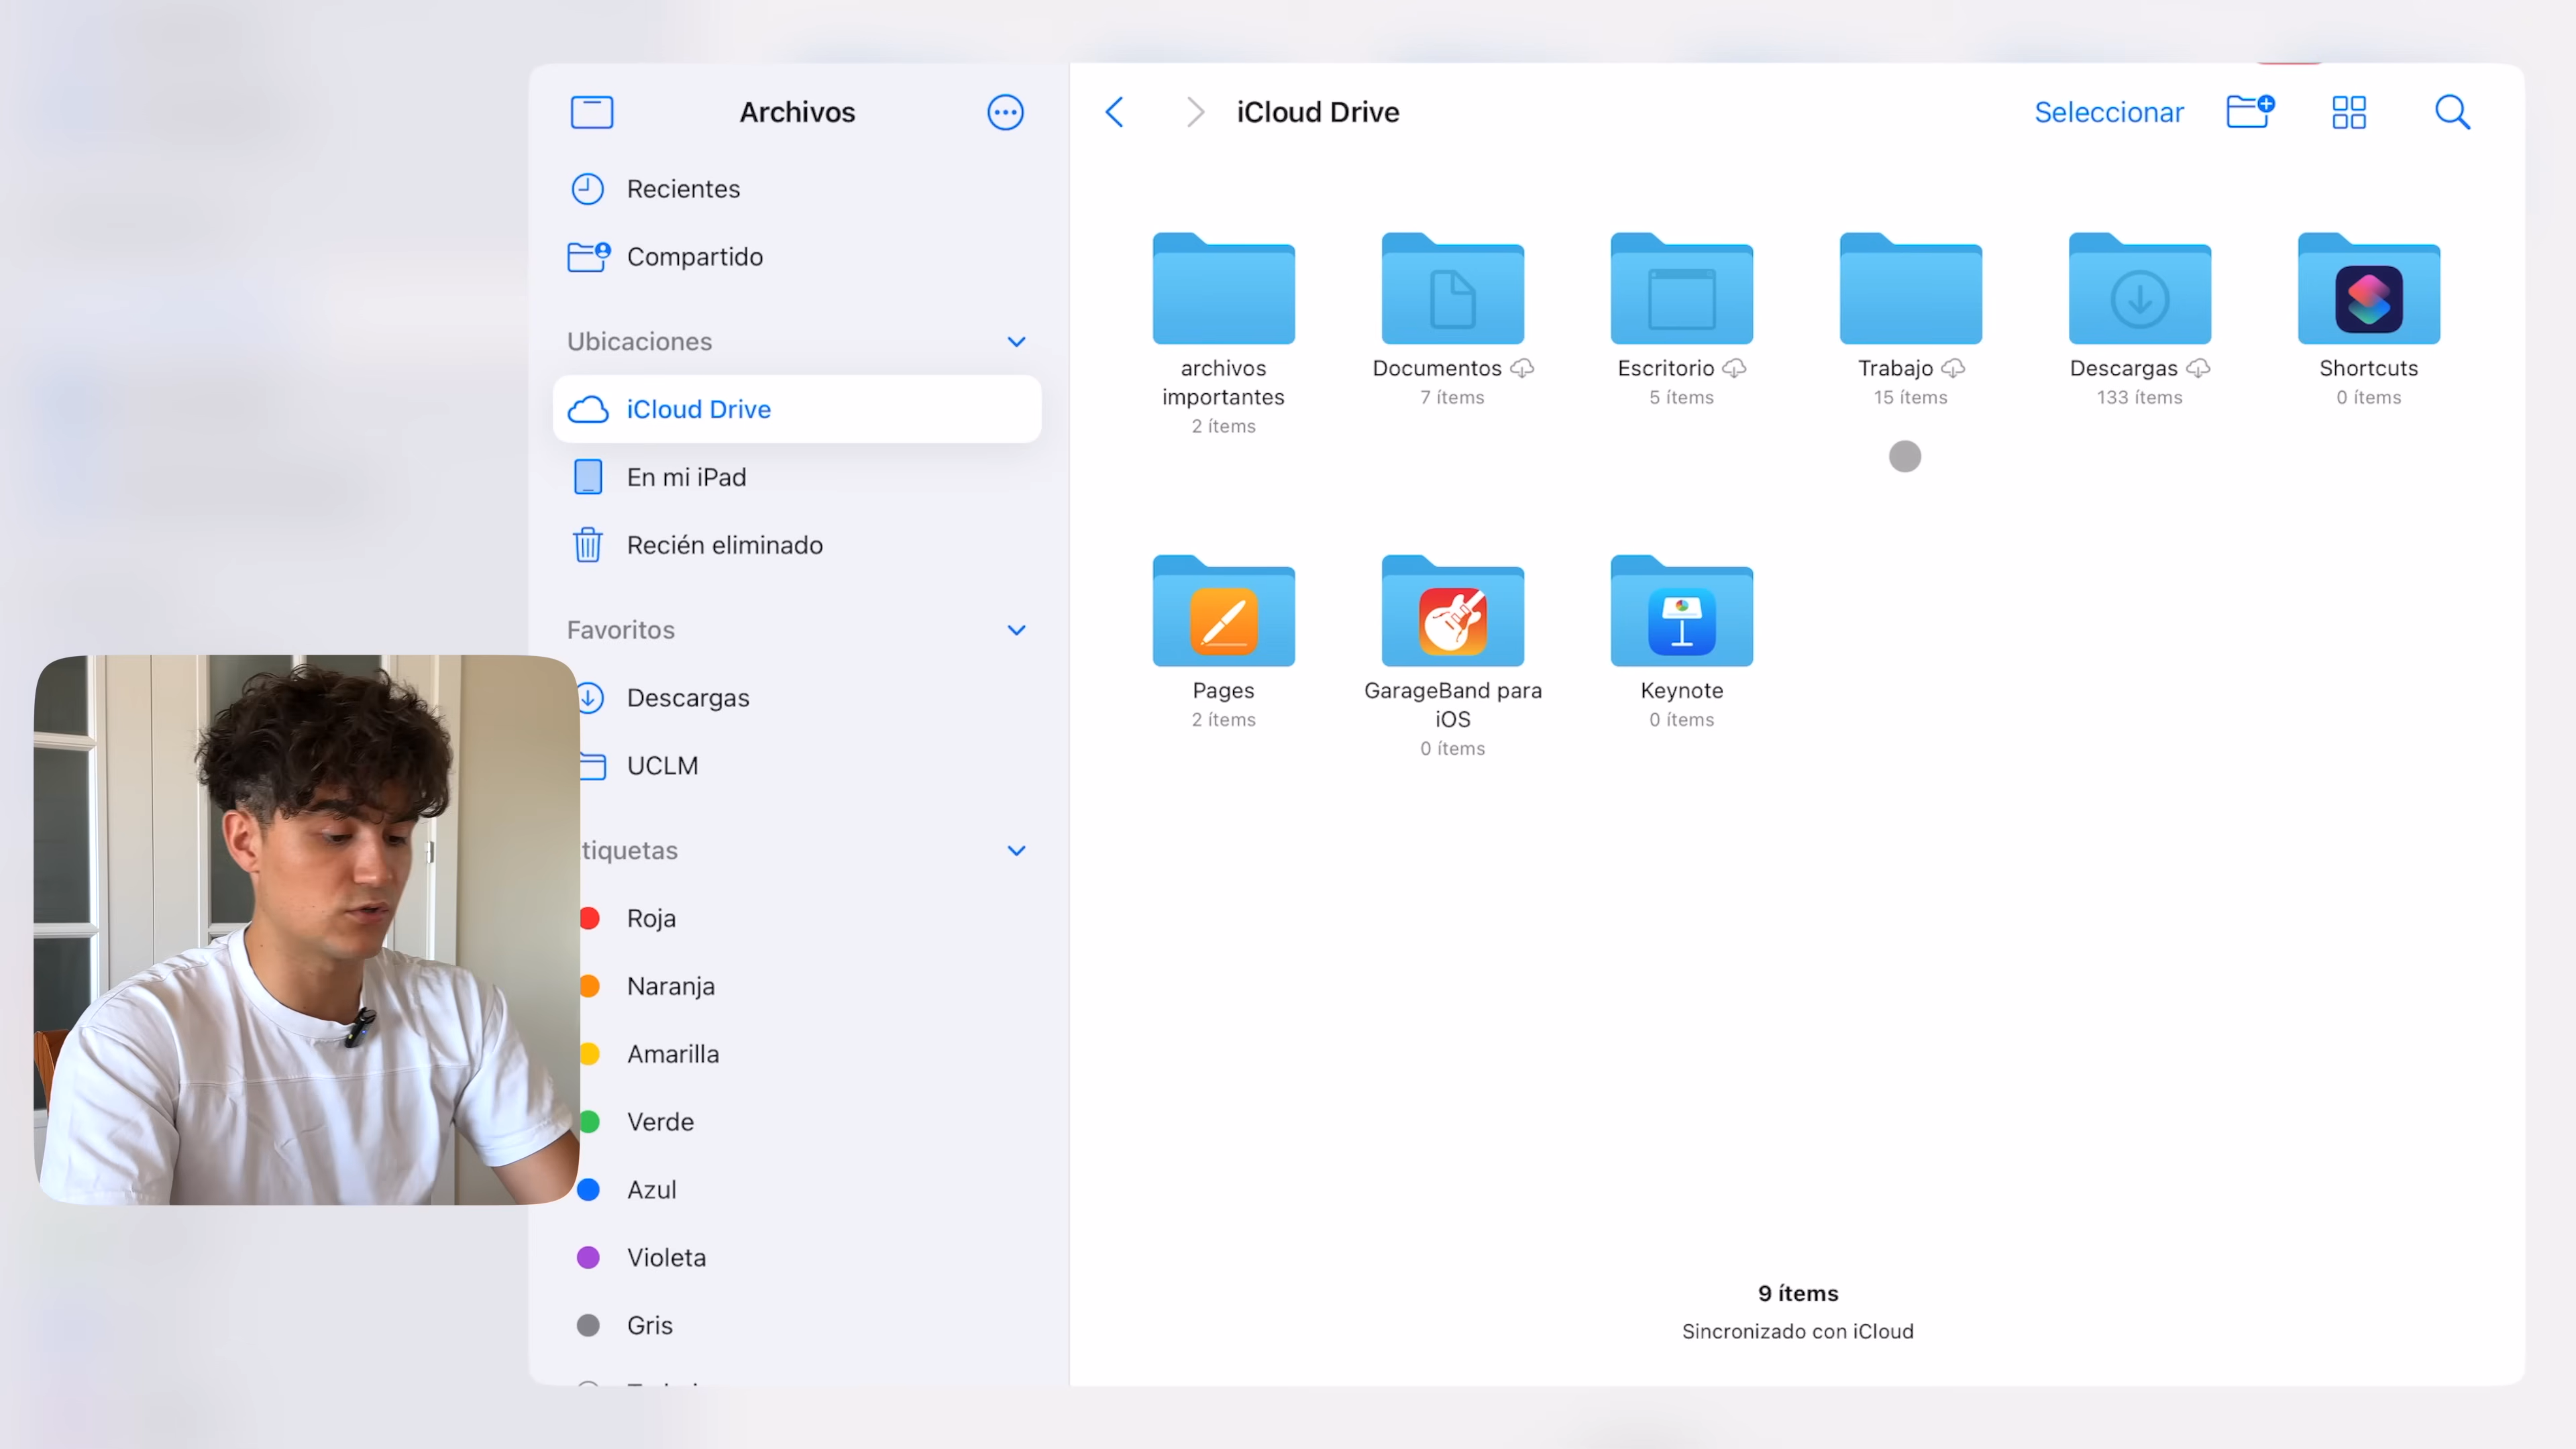 Archivos
Recientes
Compartido
Ubicaciones
iCloud Drive
En mi iPad
Recién eliminado
Favoritos
Descargas
UCLM
tiquetas
Roja
Naranja
Amarilla
Verde
Azul
Violeta
Gris
iCloud Drive
Seleccionar
archivos
importantes
2 ítems
Documentos
7 ítems
Escritorio
5 ítems
Trabajo
15 ítems
Descargas
133 ítems
Shortcuts
0 ítems
Pages
2 ítems
GarageBand para
iOS
0 ítems
Keynote
0 ítems
9 ítems
Sincronizado con iCloud